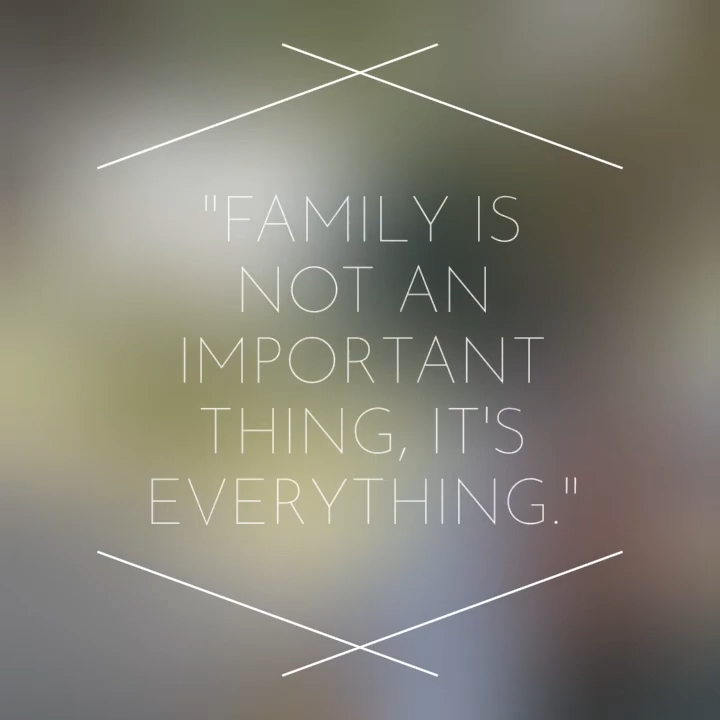 "FAMILY IS
NOT AN
IMPORTANT
THING, IT'S
EVERYTHING."